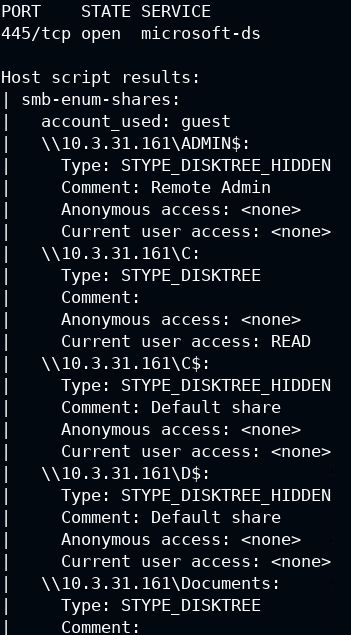 PORT    STATE SERVICE
445/tcp open  microsoft-ds

Host script results:
| smb-enum-shares:
|   account_used: guest
|   \\10.3.31.161\ADMIN$:
|     Type: STYPE_DISKTREE_HIDDEN
|     Comment: Remote Admin
|     Anonymous access: <none>
|     Current user access: <none>
|   \\10.3.31.161\C:
|     Type: STYPE_DISKTREE
|     Comment:
|     Anonymous access: <none>
|     Current user access: READ
|   \\10.3.31.161\C$:
|     Type: STYPE_DISKTREE_HIDDEN
|     Comment: Default share
|     Anonymous access: <none>
|     Current user access: <none>
|   \\10.3.31.161\D$:
|     Type: STYPE_DISKTREE_HIDDEN
|     Comment: Default share
|     Anonymous access: <none>
|     Current user access: <none>
|   \\10.3.31.161\Documents:
|     Type: STYPE_DISKTREE
|     Comment: